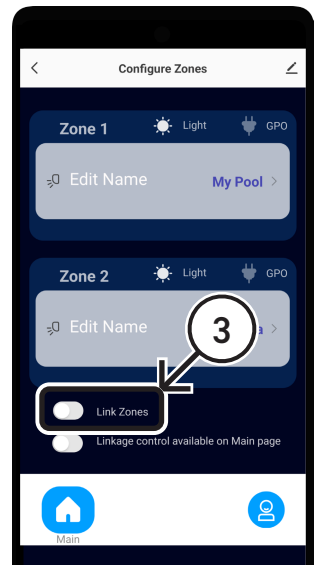 Configure Zones
Zone 1 Light GPO
Edit Name My Pool
Zone 2 Light GPO
Edit Name
3
Link Zones
Linkage control available on Main page
Main